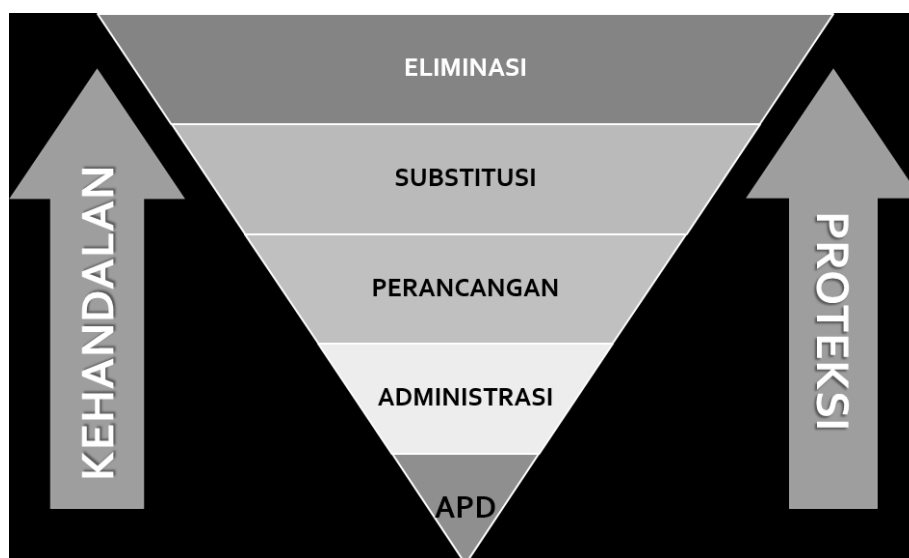 ELIMINASI
SUBSTITUSI
PERANCANGAN
ADMINISTRASI
APD
KEHANDALAN
PROTEKSI